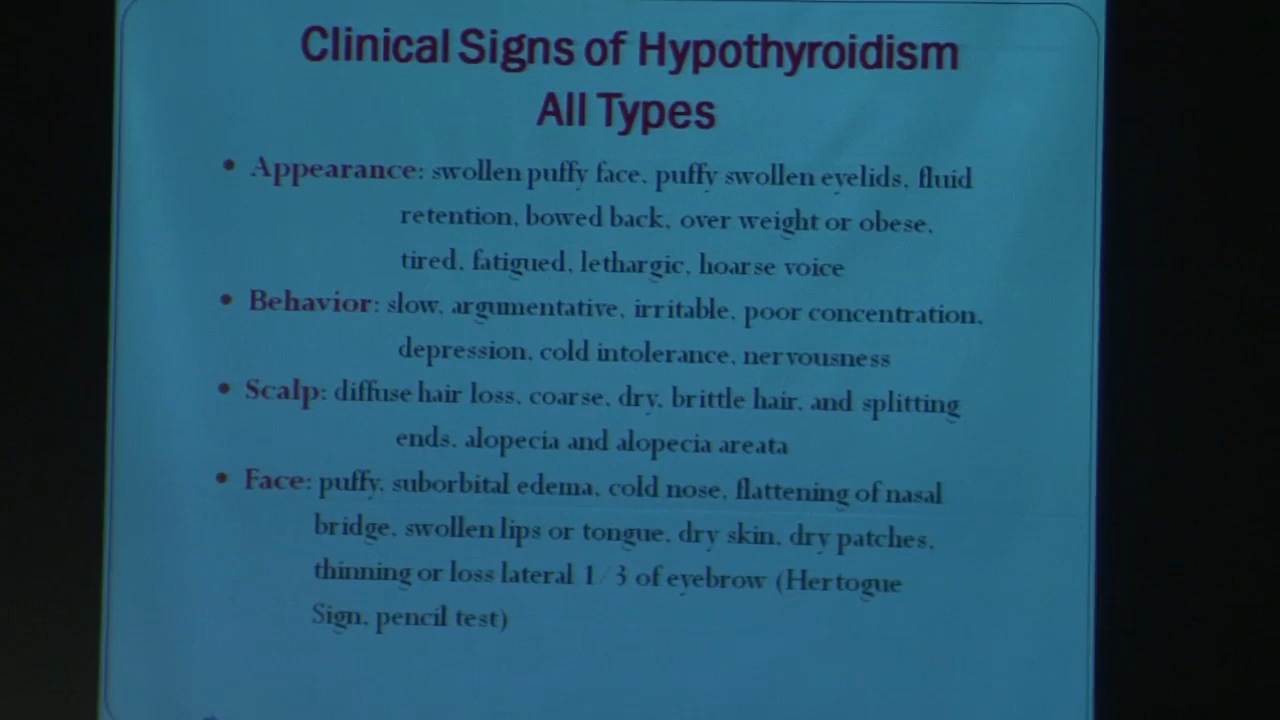 Clinical Signs of Hypothyroidism
All Types
• Appearance: swollen puffy face, puffy swollen eyelids, fluid
retention, bowed back, over weight or obese,
tired, fatigued, lethargic, hoarse voice
• Behavior: slow, argumentative, irritable, poor concentration,
depression, cold intolerance, nervousness
• Scalp: diffuse hair loss, coarse, dry, brittle hair, and splitting
ends, alopecia and alopecia areata
• Face: puffy, suborbital edema, cold nose, flattening of nasal
bridge, swollen lips or tongue, dry skin, dry patches,
thinning or loss lateral 1/3 of eyebrow (Hertogue
Sign, pencil test)